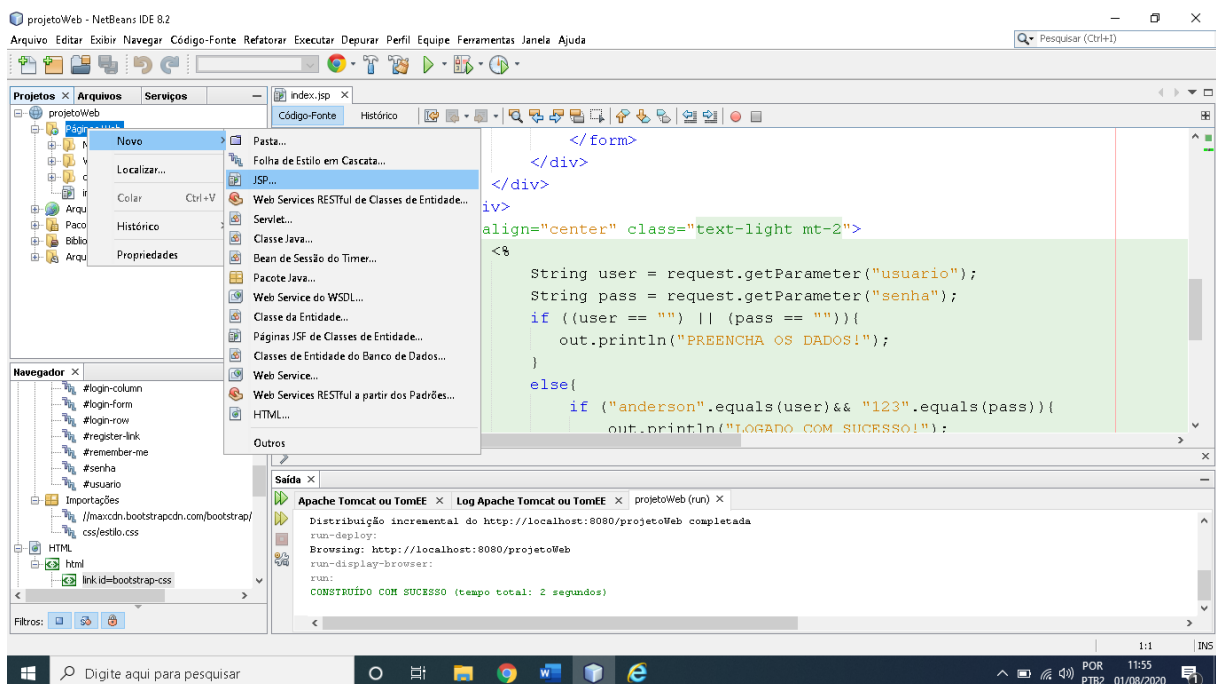 projetoWeb - NetBeans IDE 8.2
Arquivo Editar Exibir Navegar Código-Fonte Refatorar Executar Depurar Perfil Equipe Ferramentas Janela Ajuda
Pesquisar (Ctrl+I)
Projetos Arquivos Serviços
projetoWeb
Novo
Localizar...
Colar Ctrl+V
Histórico
Propriedades
Arqu
Paco
Biblio
Arqu
Pasta...
Folha de Estilo em Cascata...
JSP...
Web Services RESTful de Classes de Entidade...
Servlet...
Classe Java...
Bean de Sessão do Timer...
Pacote Java...
Web Service do WSDL...
Classe da Entidade...
Páginas JSF de Classes de Entidade...
Classes de Entidade do Banco de Dados...
Web Service...
Web Services RESTful a partir dos Padrões...
HTML...
Outros
index.jsp
Código-Fonte Histórico
</form>
</div>
</div>
iv>
align="center" class="text-light mt-2">
<%
String user = request.getParameter("usuario");
String pass = request.getParameter("senha");
if ((user == "") || (pass == "")){
out.println("PREENCHA OS DADOS!");
}
else{
if ("anderson".equals(user)&& "123".equals(pass)){
out.println("LOGADO COM SUCESSO!");
Navegador
#login-column
#login-form
#login-row
#register-link
#remember-me
#senha
#usuario
Importações
//maxcdn.bootstrapcdn.com/bootstrap/
css/estilo.css
HTML
html
link id=bootstrap-css
Filtros:
Saída
Apache Tomcat ou TomEE Log Apache Tomcat ou TomEE projetoWeb (run)
Distribuição incremental do http://localhost:8080/projetoWeb completada
run-deploy:
Browsing: http://localhost:8080/projetoWeb
run-display-browser:
run:
CONSTRUÍDO COM SUCESSO (tempo total: 2 segundos)
1:1 INS
Digite aqui para pesquisar
POR 11:55
PTB2 01/08/2020